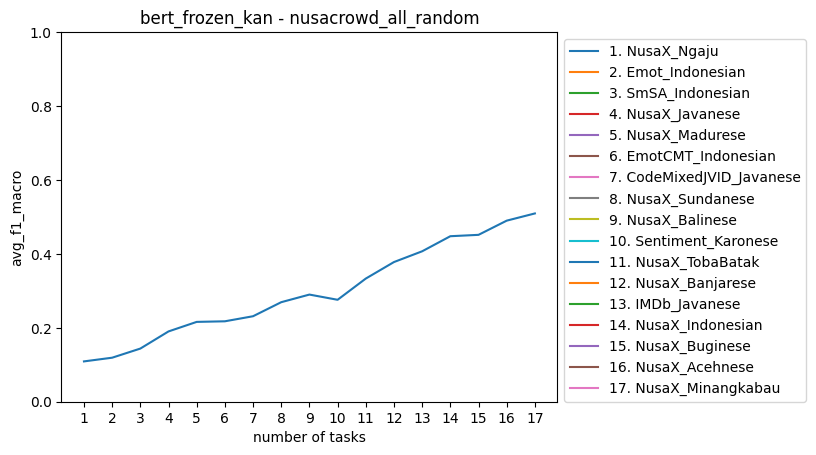 bert_frozen_kan - nusacrowd_all_random
1.0
0.8
0.6
0.4
0.2
0.0
avg_f1_macro
1 2 3 4 5 6 7 8 9 10 11 12 13 14 15 16 17
number of tasks
1. NusaX_Ngaju
2. Emot_Indonesian
3. SmSA_Indonesian
4. NusaX_Javanese
5. NusaX_Madurese
6. EmotCMT_Indonesian
7. CodeMixedJVID_Javanese
8. NusaX_Sundanese
9. NusaX_Balinese
10. Sentiment_Karonese
11. NusaX_TobaBatak
12. NusaX_Banjarese
13. IMDb_Javanese
14. NusaX_Indonesian
15. NusaX_Buginese
16. NusaX_Acehnese
17. NusaX_Minangkabau